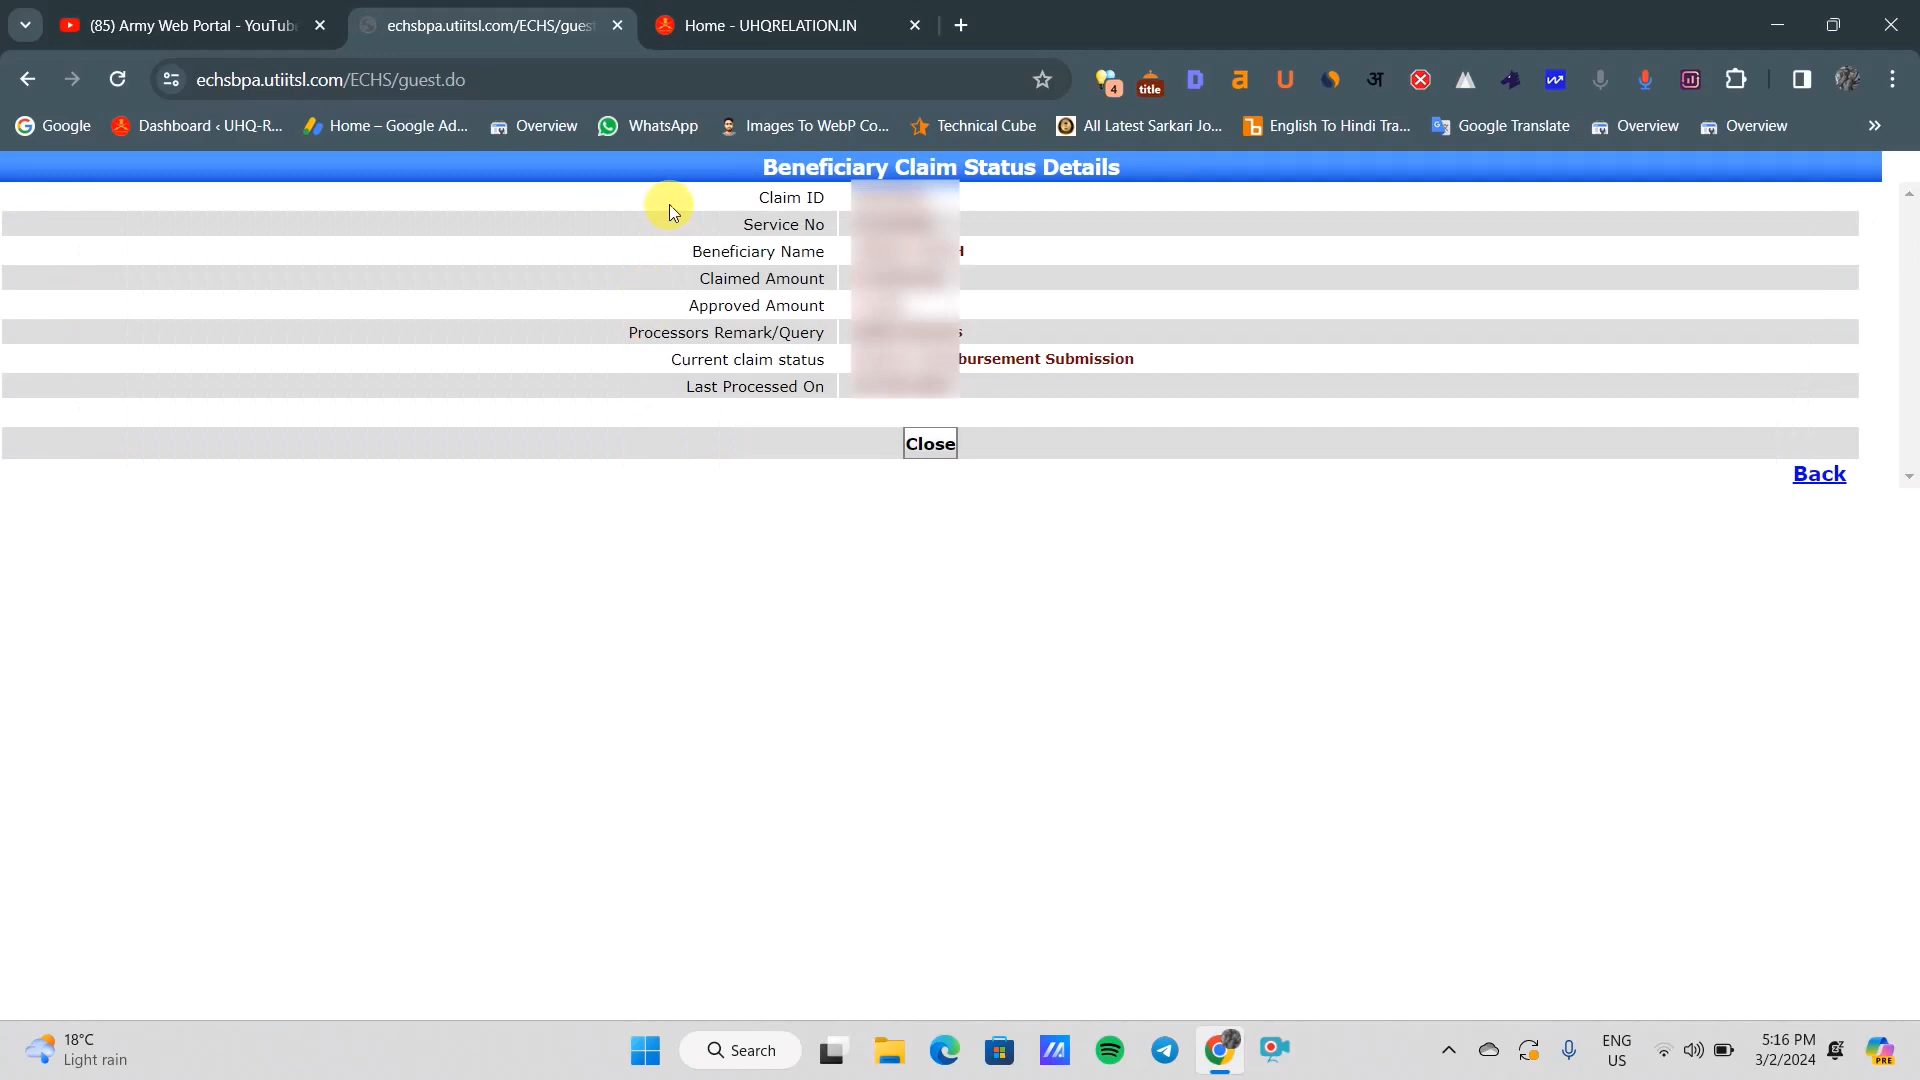 (85) Army Web Portal - YouTub
echsbpa.utiitsl.com/ECHS/guest
Home - UHQRELATION.IN
echsbpa.utiitsl.com/ECHS/guest.do
4
title
अ
Google
Dashboard ‹ UHQ-R...
Home – Google Ad...
Overview
WhatsApp
Images To WebP Co...
Technical Cube
All Latest Sarkari Jo...
English To Hindi Tra...
Google Translate
Overview
Overview
Beneficiary Claim Status Details
Claim ID
Service No
Beneficiary Name
Claimed Amount
Approved Amount
Processors Remark/Query
Current claim status bursement Submission
Last Processed On
Close
Back
18°C
Light rain
Search
ENG
US
5:16 PM
3/2/2024
PRE